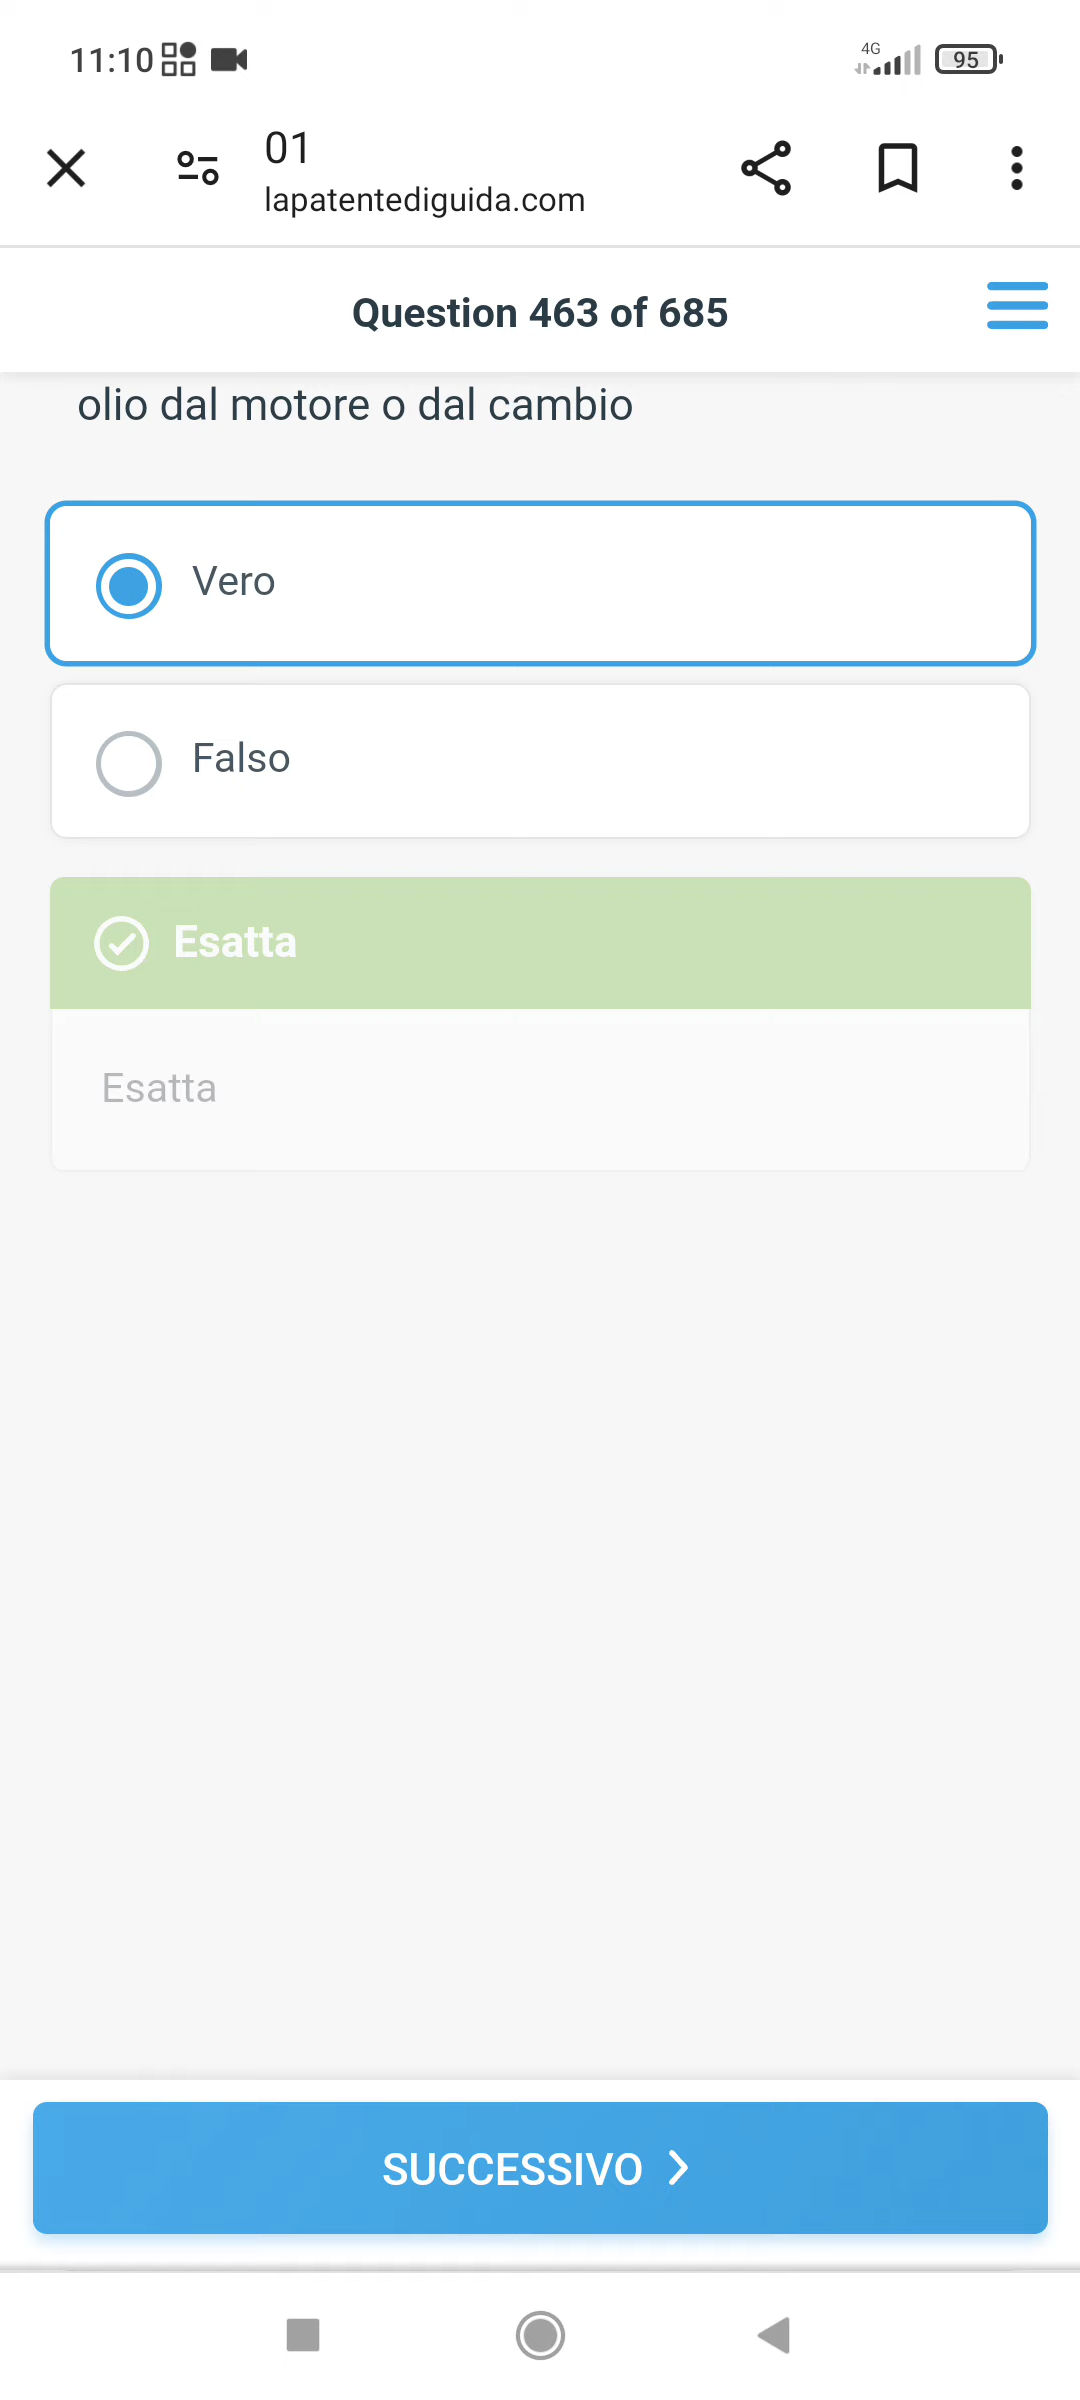 11:10
4G
95
01
lapatentediguida.com
Question 463 of 685
olio dal motore o dal cambio
Vero
Falso
Esatta
Esatta
SUCCESSIVO